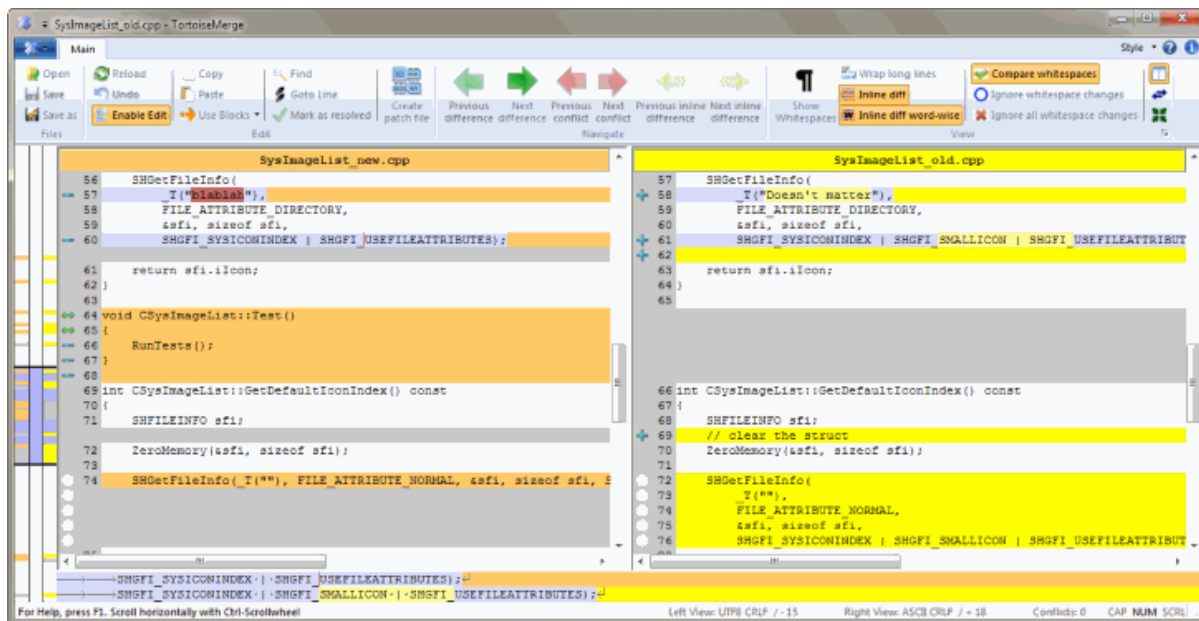 SysImageList_old.cpp - TortoiseMerge
Main
Style
Open
Save
Save as
Files
Reload
Undo
Enable Edit
Copy
Paste
Use Blocks
Find
Goto Line
Mark as resolved
Edit
Create patch file
Previous difference
Next difference
Previous conflict
Next conflict
Previous inline difference
Next inline difference
Navigate
Show Whitespaces
Wrap long lines
Inline diff
Inline diff word-wise
Compare whitespaces
Ignore whitespace changes
Ignore all whitespace changes
View
SysImageList_new.cpp
56 SHGetFileInfo(
57 _T("blablah"),
58 FILE_ATTRIBUTE_DIRECTORY,
59 &sfi, sizeof sfi,
60 SHGFI_SYSICONINDEX | SHGFI_USEFILEATTRIBUTES);
61 return sfi.iIcon;
62 }
63
64 void CSysImageList::Test()
65 {
66 RunTests();
67 }
68
69 int CSysImageList::GetDefaultIconIndex() const
70 {
71 SHFILEINFO sfi;
72 ZeroMemory(&sfi, sizeof sfi);
73
74 SHGetFileInfo(_T(""), FILE_ATTRIBUTE_NORMAL, &sfi, sizeof sfi, S
SysImageList_old.cpp
57 SHGetFileInfo(
58 _T("Doesn't matter"),
59 FILE_ATTRIBUTE_DIRECTORY,
60 &sfi, sizeof sfi,
61 SHGFI_SYSICONINDEX | SHGFI_SMALLICON | SHGFI_USEFILEATTRIBUT
62
63 return sfi.iIcon;
64 }
65
66 int CSysImageList::GetDefaultIconIndex() const
67 {
68 SHFILEINFO sfi;
69 // clear the struct
70 ZeroMemory(&sfi, sizeof sfi);
71
72 SHGetFileInfo(
73 _T(""),
74 FILE_ATTRIBUTE_NORMAL,
75 &sfi, sizeof sfi,
76 SHGFI_SYSICONINDEX | SHGFI_SMALLICON | SHGFI_USEFILEATTRIBUT
SHGFI_SYSICONINDEX·|·SHGFI_USEFILEATTRIBUTES);
SHGFI_SYSICONINDEX·|·SHGFI_SMALLICON·|·SHGFI_USEFILEATTRIBUTES);
For Help, press F1. Scroll horizontally with Ctrl-Scrollwheel
Left View: UTF8 CRLF / - 15
Right View: ASCII CRLF / + 18
Conflicts: 0
CAP NUM SCRL